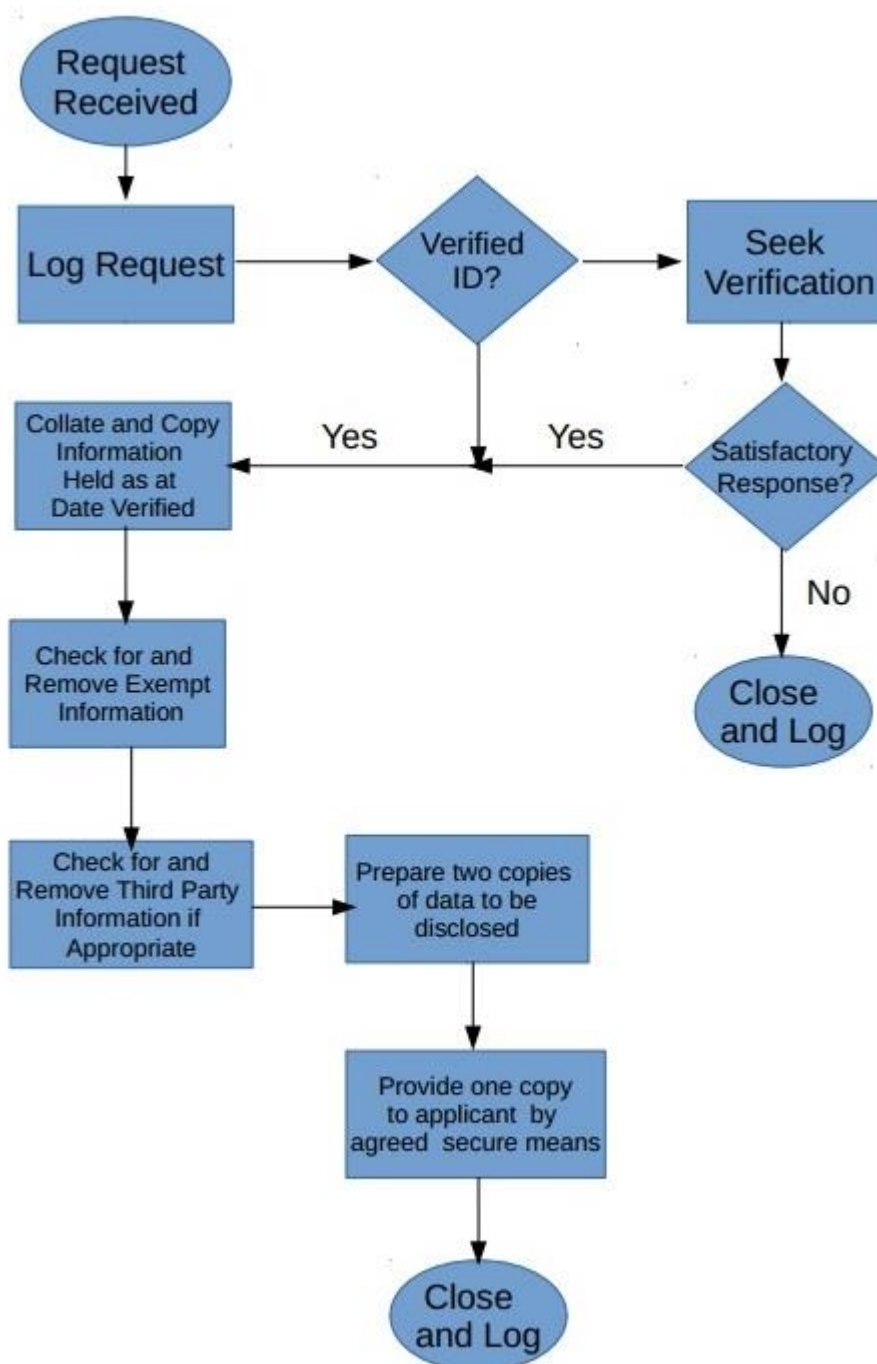 Request
Received
Log Request
Verified
ID?
Seek
Verification
Collate and Copy
Information
Held as at
Date Verified
Yes
Yes
Satisfactory
Response?
No
Check for and
Remove Exempt
Information
Close
and Log
Check for and
Remove Third Party
Information if
Appropriate
Prepare two copies
of data to be
disclosed
Provide one copy
to applicant by
agreed secure means
Close
and Log